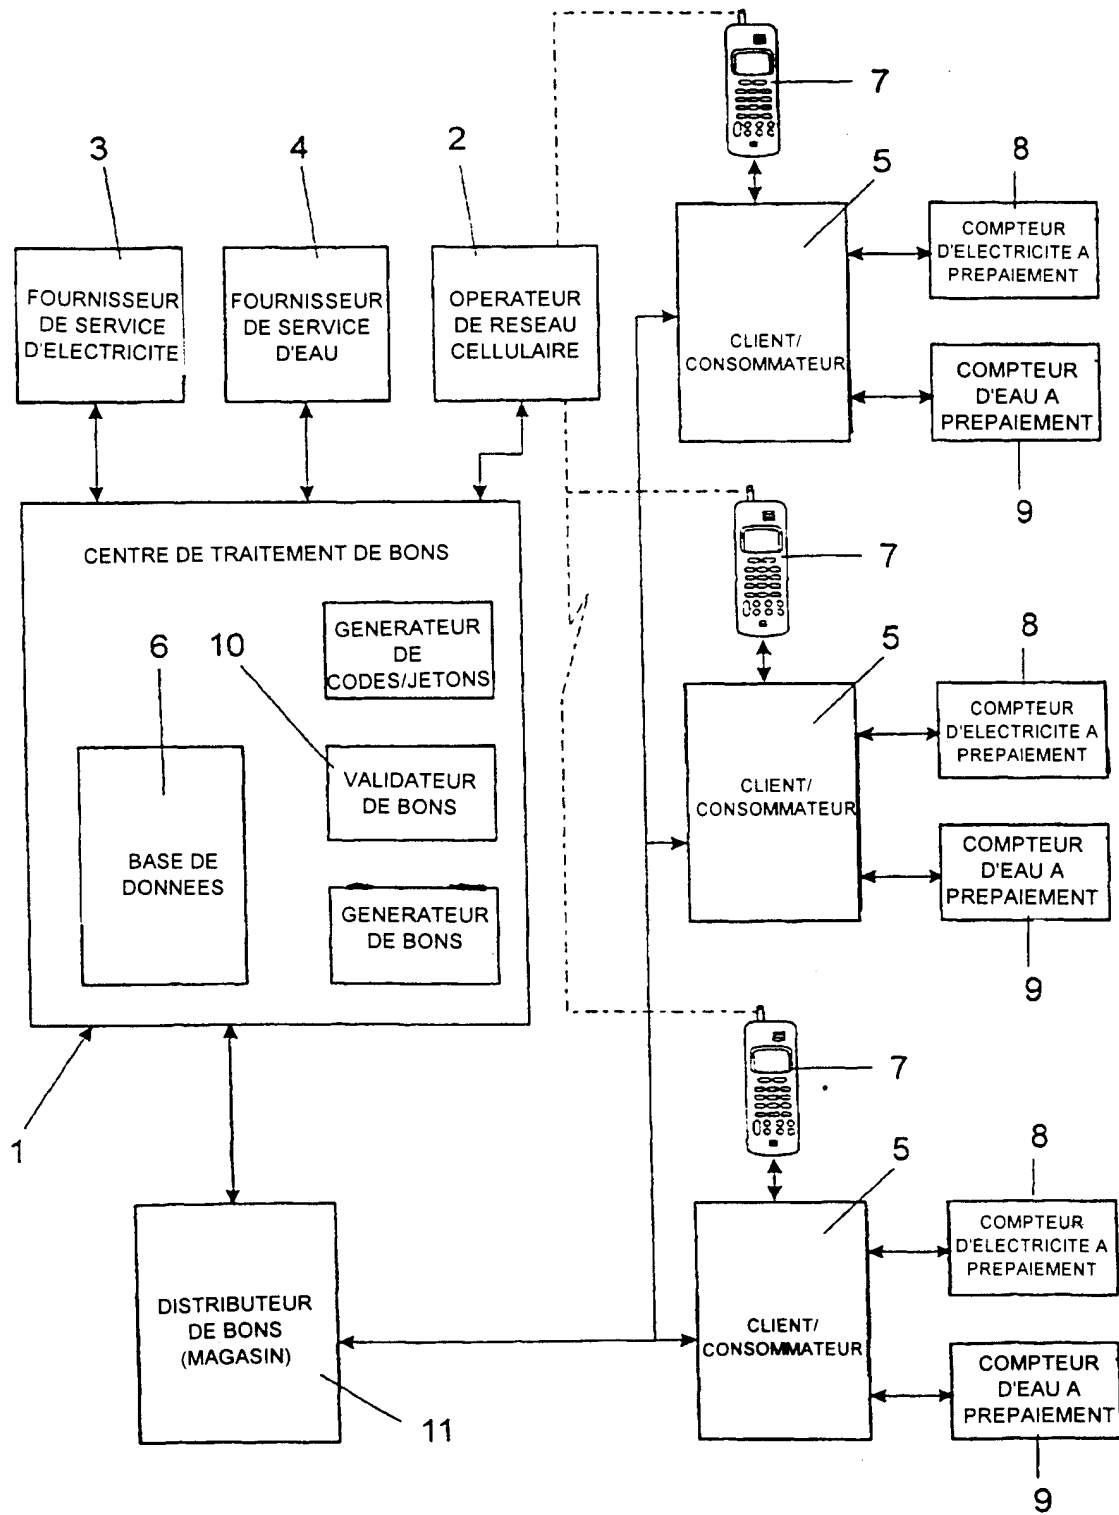 7
3
4
2
5
8
COMPTEUR
D'ELECTRICITE A
PREPAIEMENT
FOURNISSEUR
DE SERVICE
D'ELECTRICITE
FOURNISSEUR
DE SERVICE
D'EAU
OPERATEUR
DE RESEAU
CELLULAIRE
CLIENT/
CONSOMMATEUR
COMPTEUR
D'EAU A
PREPAIEMENT
9
CENTRE DE TRAITEMENT DE BONS
7
GENERATEUR
DE
CODES/JETONS
6
10
5
8
COMPTEUR
D'ELECTRICITE A
PREPAIEMENT
VALIDATEUR
DE BONS
CLIENT/
CONSOMMATEUR
BASE DE
DONNEES
COMPTEUR
D'EAU A
PREPAIEMENT
GENERATEUR
DE BONS
9
7
1
5
8
COMPTEUR
D'ELECTRICITE A
PREPAIEMENT
DISTRIBUTEUR
DE BONS
(MAGASIN)
CLIENT/
CONSOMMATEUR
COMPTEUR
D'EAU A
PREPAIEMENT
11
9